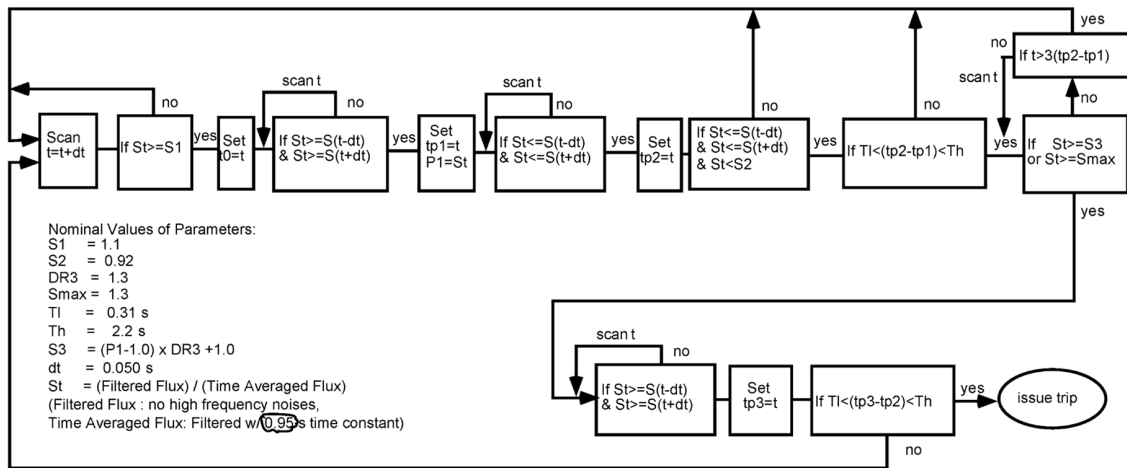 yes
no
If t>3(tp2-tp1)
scan t
scan t
scan t
no
no
no
no
no
no
Scan
t=t+dt
If St>=S1
yes
Set
t0=t
If St>=S(t-dt)
& St>=S(t+dt)
yes
Set
tp1=t
P1=St
If St<=S(t-dt)
& St<=S(t+dt)
yes
Set
tp2=t
If St<=S(t-dt)
& St<=S(t+dt)
& St<S2
yes
If Tl<(tp2-tp1)<Th
yes
If St>=S3
or St>=Smax
yes
Nominal Values of Parameters:
S1 = 1.1
S2 = 0.92
DR3 = 1.3
Smax = 1.3
Tl = 0.31 s
Th = 2.2 s
S3 = (P1-1.0) x DR3 +1.0
dt = 0.050 s
St = (Filtered Flux) / (Time Averaged Flux)
(Filtered Flux : no high frequency noises,
Time Averaged Flux: Filtered w/ 0.95 s time constant)
scan t
no
If St>=S(t-dt)
& St>=S(t+dt)
Set
tp3=t
If Tl<(tp3-tp2)<Th
yes
issue trip
no